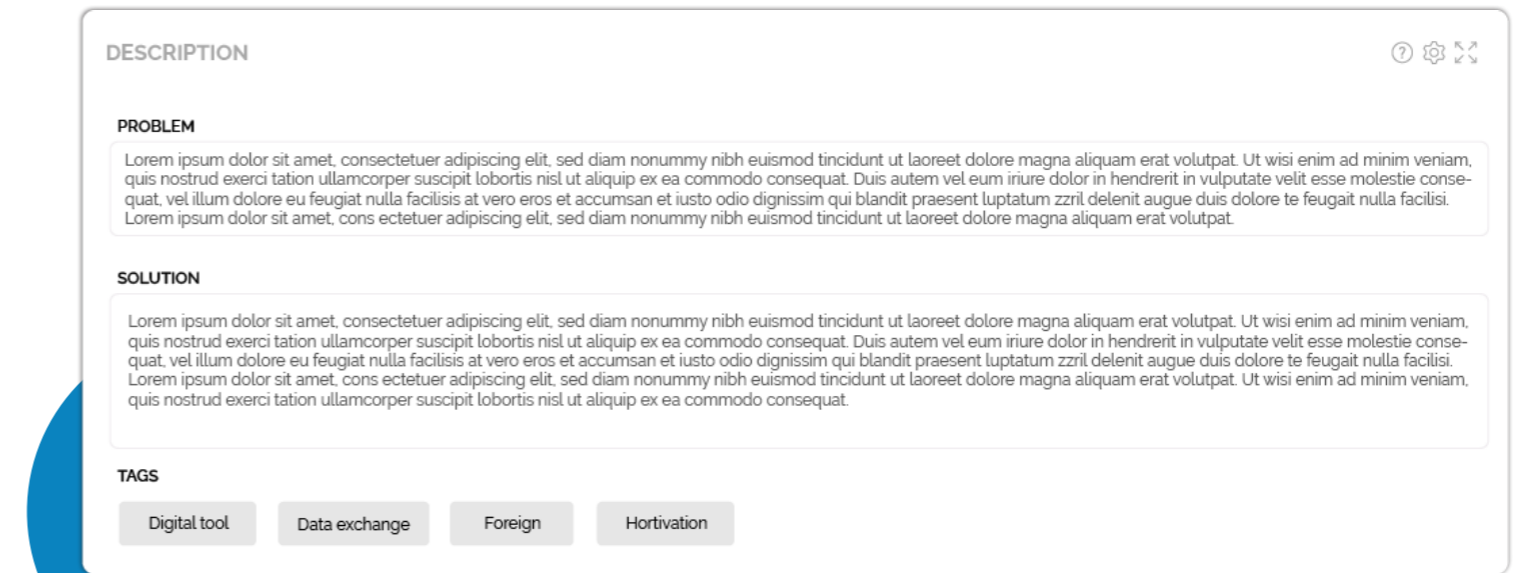 DESCRIPTION
PROBLEM
Lorem ipsum dolor sit amet, consectetuer adipiscing elit, sed diam nonummy nibh euismod tincidunt ut laoreet dolore magna aliquam erat volutpat. Ut wisi enim ad minim veniam,
quis nostrud exerci tation ullamcorper suscipit lobortis nisl ut aliquip ex ea commodo consequat. Duis autem vel eum iriure dolor in hendrerit in vulputate velit esse molestie conse-
quat, vel illum dolore eu feugiat nulla facilisis at vero eros et accumsan et iusto odio dignissim qui blandit praesent luptatum zzril delenit augue duis dolore te feugait nulla facilisi.
Lorem ipsum dolor sit amet, cons ectetuer adipiscing elit, sed diam nonummy nibh euismod tincidunt ut laoreet dolore magna aliquam erat volutpat.
SOLUTION
Lorem ipsum dolor sit amet, consectetuer adipiscing elit, sed diam nonummy nibh euismod tincidunt ut laoreet dolore magna aliquam erat volutpat. Ut wisi enim ad minim veniam,
quis nostrud exerci tation ullamcorper suscipit lobortis nisl ut aliquip ex ea commodo consequat. Duis autem vel eum iriure dolor in hendrerit in vulputate velit esse molestie conse-
quat, vel illum dolore eu feugiat nulla facilisis at vero eros et accumsan et iusto odio dignissim qui blandit praesent luptatum zzril delenit augue duis dolore te feugait nulla facilisi.
Lorem ipsum dolor sit amet, cons ectetuer adipiscing elit, sed diam nonummy nibh euismod tincidunt ut laoreet dolore magna aliquam erat volutpat. Ut wisi enim ad minim veniam,
quis nostrud exerci tation ullamcorper suscipit lobortis nisl ut aliquip ex ea commodo consequat.
TAGS
Digital tool Data exchange Foreign Hortivation